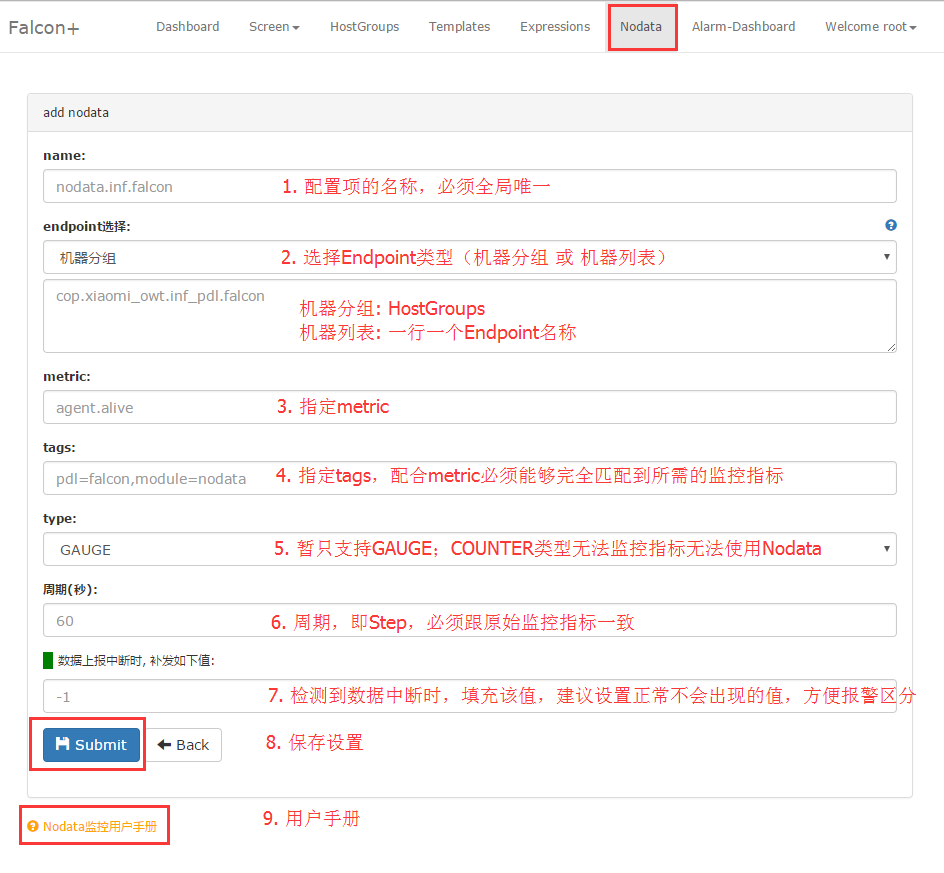 Falcon+ Dashboard Screen HostGroups Templates Expressions Nodata Alarm-Dashboard Welcome root
add nodata
name:
nodata.inf.falcon 1. 配置项的名称，必须全局唯一
endpoint选择:
机器分组 2. 选择Endpoint类型（机器分组 或 机器列表）
cop.xiaomi_owt.inf_pdl.falcon
机器分组: HostGroups
机器列表: 一行一个Endpoint名称
metric:
agent.alive 3. 指定metric
tags:
pdl=falcon,module=nodata 4. 指定tags，配合metric必须能够完全匹配到所需的监控指标
type:
GAUGE 5. 暂只支持GAUGE；COUNTER类型无法监控指标无法使用Nodata
周期(秒):
60 6. 周期，即Step，必须跟原始监控指标一致
数据上报中断时, 补发如下值:
-1 7. 检测到数据中断时，填充该值，建议设置正常不会出现的值，方便报警区分
Submit Back 8. 保存设置
Nodata监控用户手册 9. 用户手册